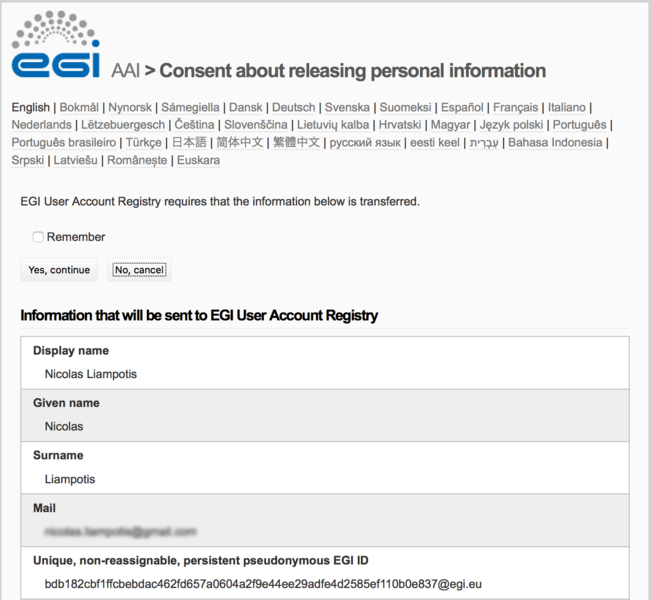 egi
AAI > Consent about releasing personal information
English | Bokmål | Nynorsk | Sámegiella | Dansk | Deutsch | Svenska | Suomeksi | Español | Français | Italiano |
Nederlands | Lëtzebuergesch | Čeština | Slovenščina | Lietuvių kalba | Hrvatski | Magyar | Język polski | Português |
Português brasileiro | Türkçe | 日本語 | 简体中文 | 繁體中文 | русский язык | eesti keel | עִבְרִית | Bahasa Indonesia |
Srpski | Latviešu | Românește | Euskara
EGI User Account Registry requires that the information below is transferred.
Remember
Yes, continue No, cancel
Information that will be sent to EGI User Account Registry
Display name
Nicolas Liampotis
Given name
Nicolas
Surname
Liampotis
Mail
Unique, non-reassignable, persistent pseudonymous EGI ID
bdb182cbf1ffcbebdac462fd657a0604a2f9e44ee29adfe4d2585ef110b0e837@egi.eu